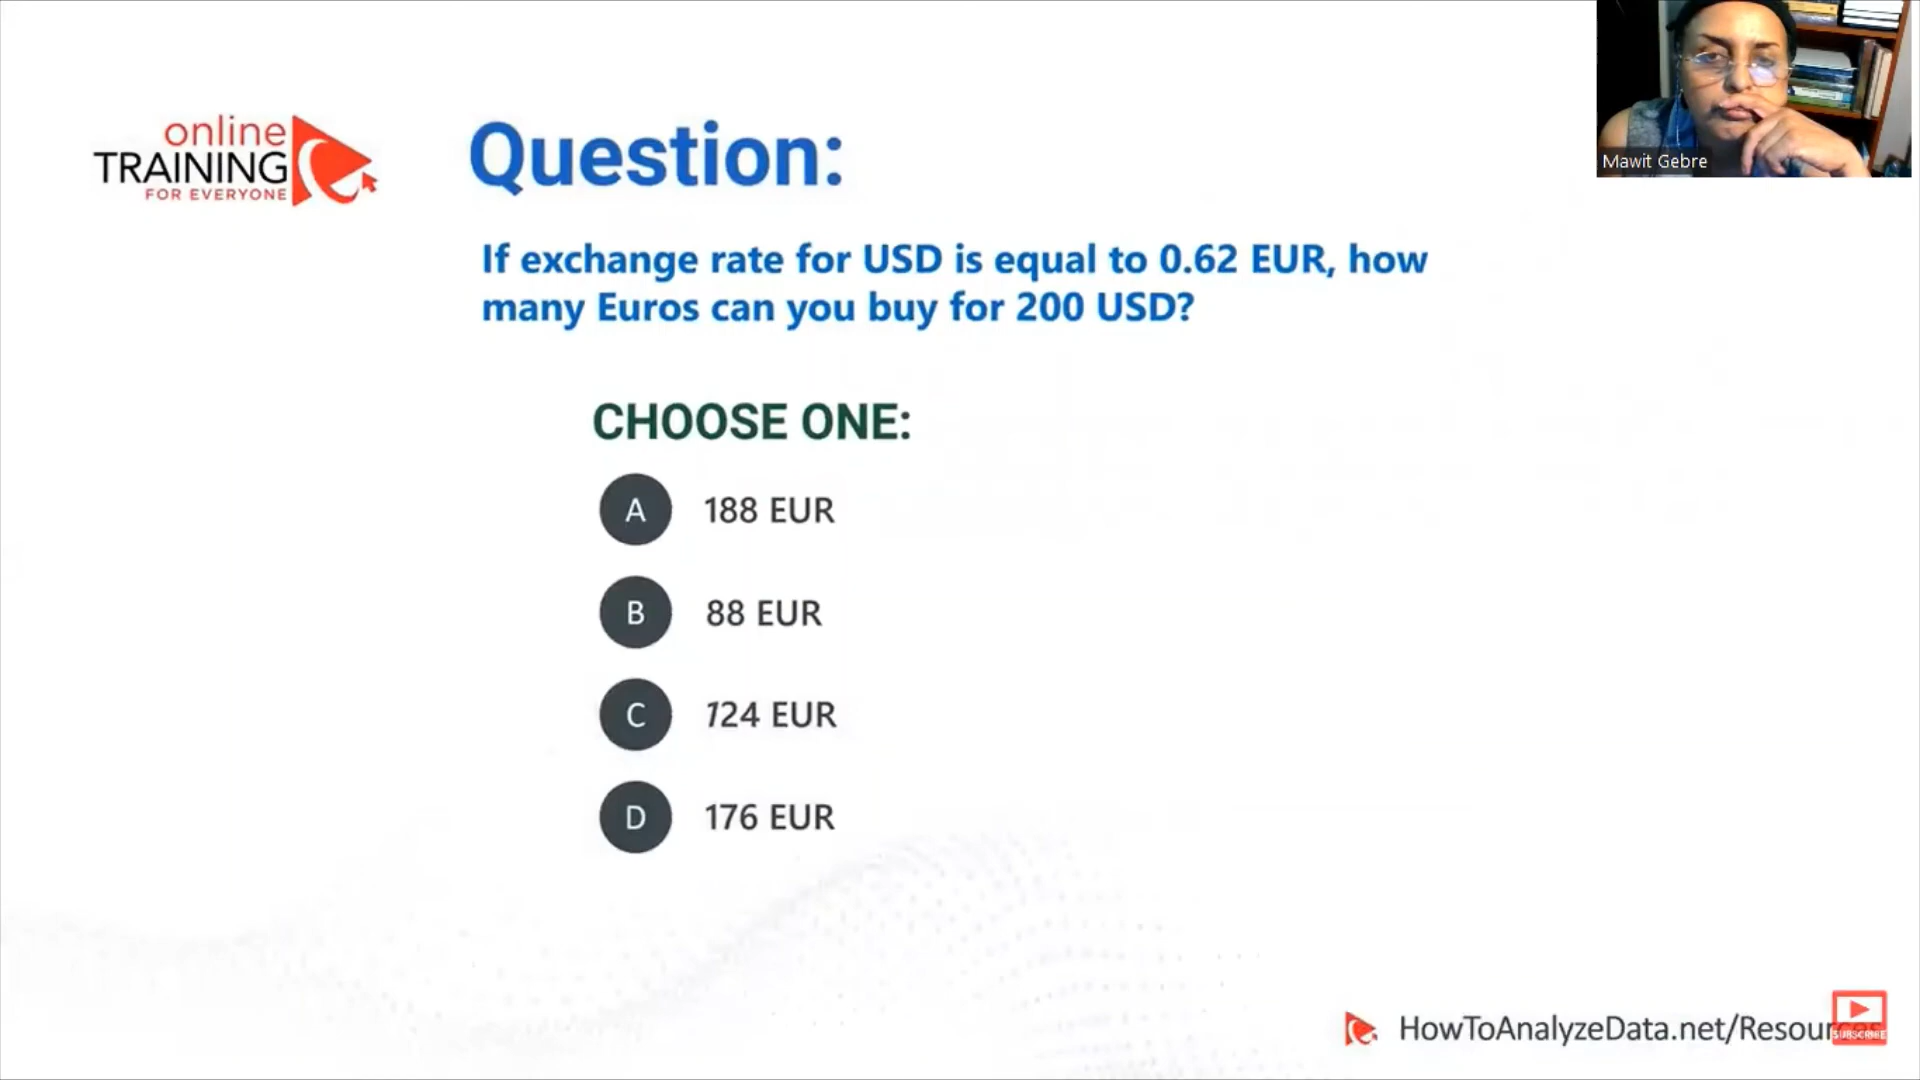 online
TRAINING
FOR EVERYONE
Question:
Mawit Gebre
If exchange rate for USD is equal to 0.62 EUR, how
many Euros can you buy for 200 USD?
CHOOSE ONE:
A 188 EUR
B 88 EUR
C 124 EUR
D 176 EUR
HowToAnalyzeData.net/Resources
SUBSCRIBE